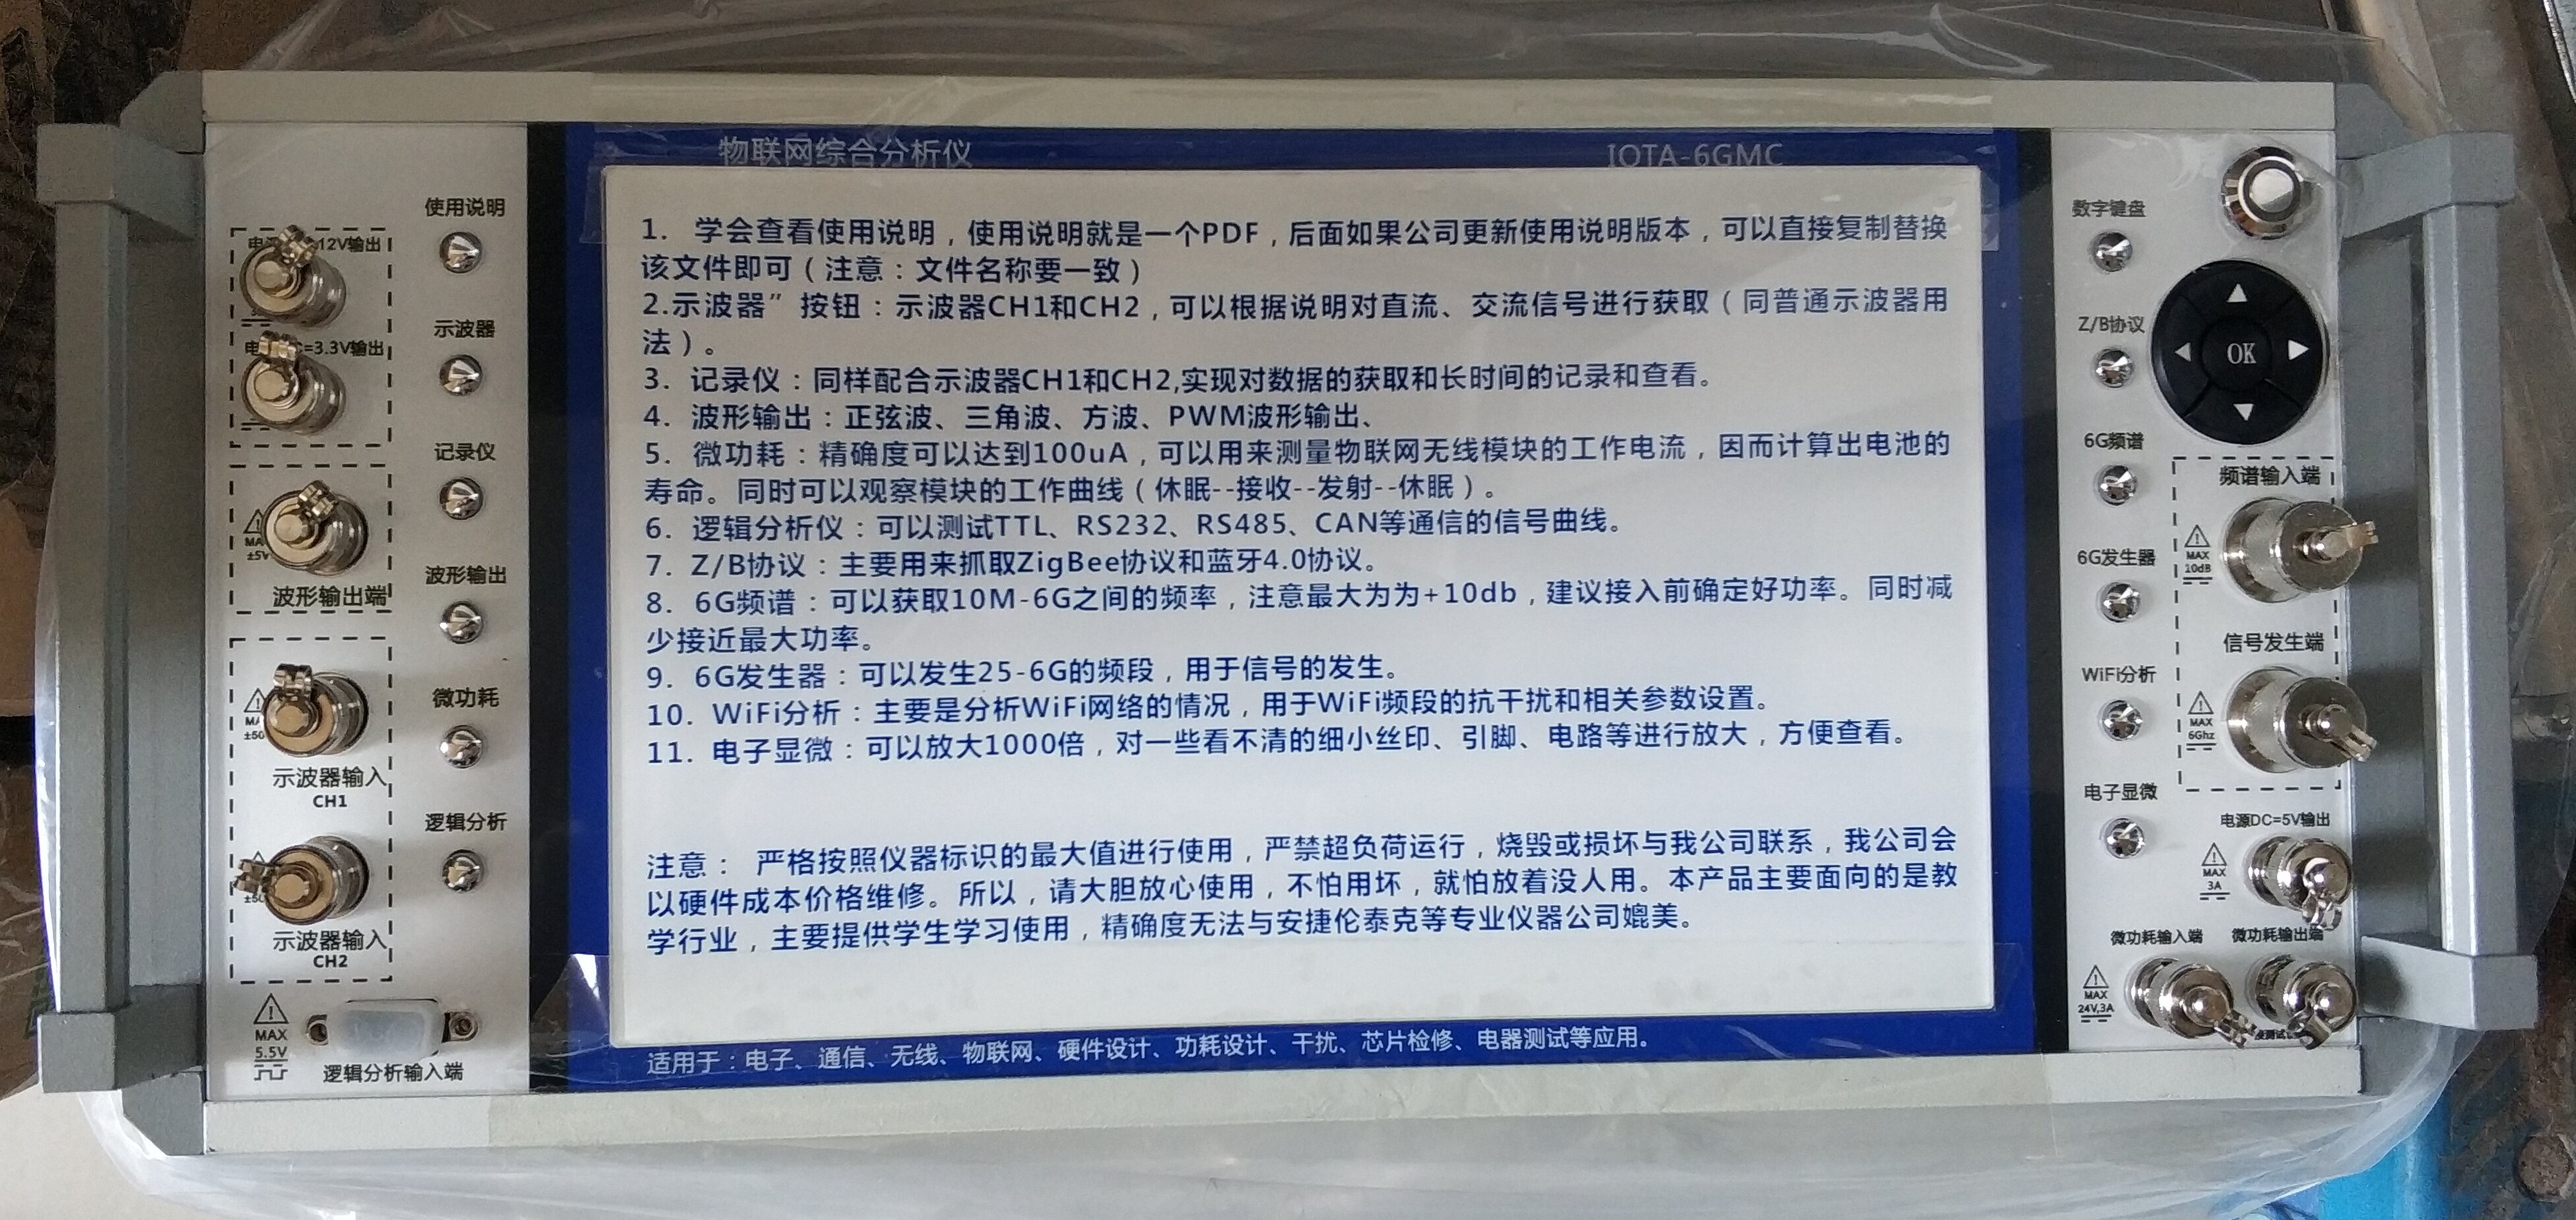 物联网综合分析仪
IOTA-6GMC
使用说明
12V输出
=3.3V输出
示波器
记录仪
MA
±5V
波形输出端
波形输出
微功耗
示波器输入
CH1
逻辑分析
示波器输入
CH2
MAX
5.5V
逻辑分析输入端
1. 学会查看使用说明，使用说明就是一个PDF，后面如果公司更新使用说明版本，可以直接复制替换
该文件即可（注意：文件名称要一致）
2.示波器”按钮：示波器CH1和CH2，可以根据说明对直流、交流信号进行获取（同普通示波器用
法）。
3. 记录仪：同样配合示波器CH1和CH2,实现对数据的获取和长时间的记录和查看。
4. 波形输出：正弦波、三角波、方波、PWM波形输出、
5. 微功耗：精确度可以达到100uA，可以用来测量物联网无线模块的工作电流，因而计算出电池的
寿命。同时可以观察模块的工作曲线（休眠--接收--发射--休眠）。
6. 逻辑分析仪：可以测试TTL、RS232、RS485、CAN等通信的信号曲线。
7. Z/B协议：主要用来抓取ZigBee协议和蓝牙4.0协议。
8. 6G频谱：可以获取10M-6G之间的频率，注意最大为为+10db，建议接入前确定好功率。同时减
少接近最大功率。
9. 6G发生器：可以发生25-6G的频段，用于信号的发生。
10. WiFi分析：主要是分析WiFi网络的情况，用于WiFi频段的抗干扰和相关参数设置。
11. 电子显微：可以放大1000倍，对一些看不清的细小丝印、引脚、电路等进行放大，方便查看。
注意： 严格按照仪器标识的最大值进行使用，严禁超负荷运行，烧毁或损坏与我公司联系，我公司会
以硬件成本价格维修。所以，请大胆放心使用，不怕用坏，就怕放着没人用。本产品主要面向的是教
学行业，主要提供学生学习使用，精确度无法与安捷伦泰克等专业仪器公司媲美。
适用于：电子、通信、无线、物联网、硬件设计、功耗设计、干扰、芯片检修、电器测试等应用。
数字键盘
Z/B协议
OK
6G频谱
频谱输入端
MAX
10dB
6G发生器
信号发生端
WiFi分析
MAX
6Ghz
电子显微
电源DC=5V输出
MAX
3A
微功耗输入端
微功耗输出端
MAX
24V,3A